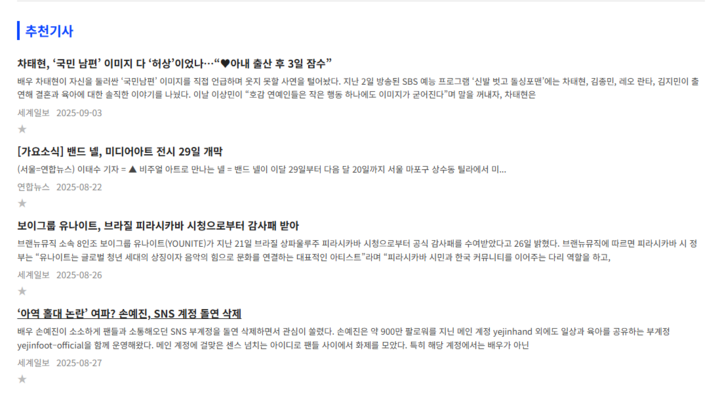 추천기사
차태현, ‘국민 남편’ 이미지 다 ‘허상’이었나…“♥아내 출산 후 3일 잠수”
배우 차태현이 자신을 둘러싼 ‘국민남편’ 이미지를 직접 언급하며 웃지 못할 사연을 털어놨다. 지난 2일 방송된 SBS 예능 프로그램 ‘신발 벗고 돌싱포맨’에는 차태현, 김종민, 레오 란타, 김지민이 출
연해 결혼과 육아에 대한 솔직한 이야기를 나눴다. 이날 이상민이 “호감 연예인들은 작은 행동 하나에도 이미지가 굳어진다”며 말을 꺼내자, 차태현은
세계일보 2025-09-03
★
[가요소식] 밴드 넬, 미디어아트 전시 29일 개막
(서울=연합뉴스) 이태수 기자 = ▲ 비주얼 아트로 만나는 넬 = 밴드 넬이 이달 29일부터 다음 달 20일까지 서울 마포구 상수동 틸라에서 미...
연합뉴스 2025-08-22
★
보이그룹 유나이트, 브라질 피라시카바 시청으로부터 감사패 받아
브랜뉴뮤직 소속 8인조 보이그룹 유나이트(YOUNITE)가 지난 21일 브라질 상파울루주 피라시카바 시청으로부터 공식 감사패를 수여받았다고 26일 밝혔다. 브랜뉴뮤직에 따르면 피라시카바 시 정
부는 “유나이트는 글로벌 청년 세대의 상징이자 음악의 힘으로 문화를 연결하는 대표적인 아티스트”라며 “피라시카바 시민과 한국 커뮤니티를 이어주는 다리 역할을 하고,
세계일보 2025-08-26
★
‘아역 홀대 논란’ 여파? 손예진, SNS 계정 돌연 삭제
배우 손예진이 소소하게 팬들과 소통해오던 SNS 부계정을 돌연 삭제하면서 관심이 쏠렸다. 손예진은 약 900만 팔로워를 지닌 메인 계정 yejinhand 외에도 일상과 육아를 공유하는 부계정
yejinfoot-official을 함께 운영해왔다. 메인 계정에 걸맞은 센스 넘치는 아이디로 팬들 사이에서 화제를 모았다. 특히 해당 계정에서는 배우가 아닌
세계일보 2025-08-27
★